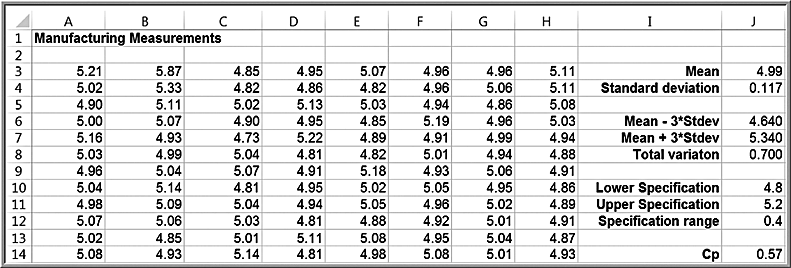 A B C D E F G H I J
1 Manufacturing Measurements
2
3 5.21 5.87 4.85 4.95 5.07 4.96 4.96 5.11 Mean 4.99
4 5.02 5.33 4.82 4.86 4.82 4.96 5.06 5.11 Standard deviation 0.117
5 4.90 5.11 5.02 5.13 5.03 4.94 4.86 5.08
6 5.00 5.07 4.90 4.95 4.85 5.19 4.96 5.03 Mean - 3*Stdev 4.640
7 5.16 4.93 4.73 5.22 4.89 4.91 4.99 4.94 Mean + 3*Stdev 5.340
8 5.03 4.99 5.04 4.81 4.82 5.01 4.94 4.88 Total variaton 0.700
9 4.96 5.04 5.07 4.91 5.18 4.93 5.06 4.91
10 5.04 5.14 4.81 4.95 5.02 5.05 4.95 4.86 Lower Specification 4.8
11 4.98 5.09 5.04 4.94 5.05 4.96 5.02 4.89 Upper Specification 5.2
12 5.07 5.06 5.03 4.81 4.88 4.92 5.01 4.91 Specification range 0.4
13 5.02 4.85 5.01 5.11 5.08 4.95 5.04 4.87
14 5.08 4.93 5.14 4.81 4.98 5.08 5.01 4.93 Cp 0.57